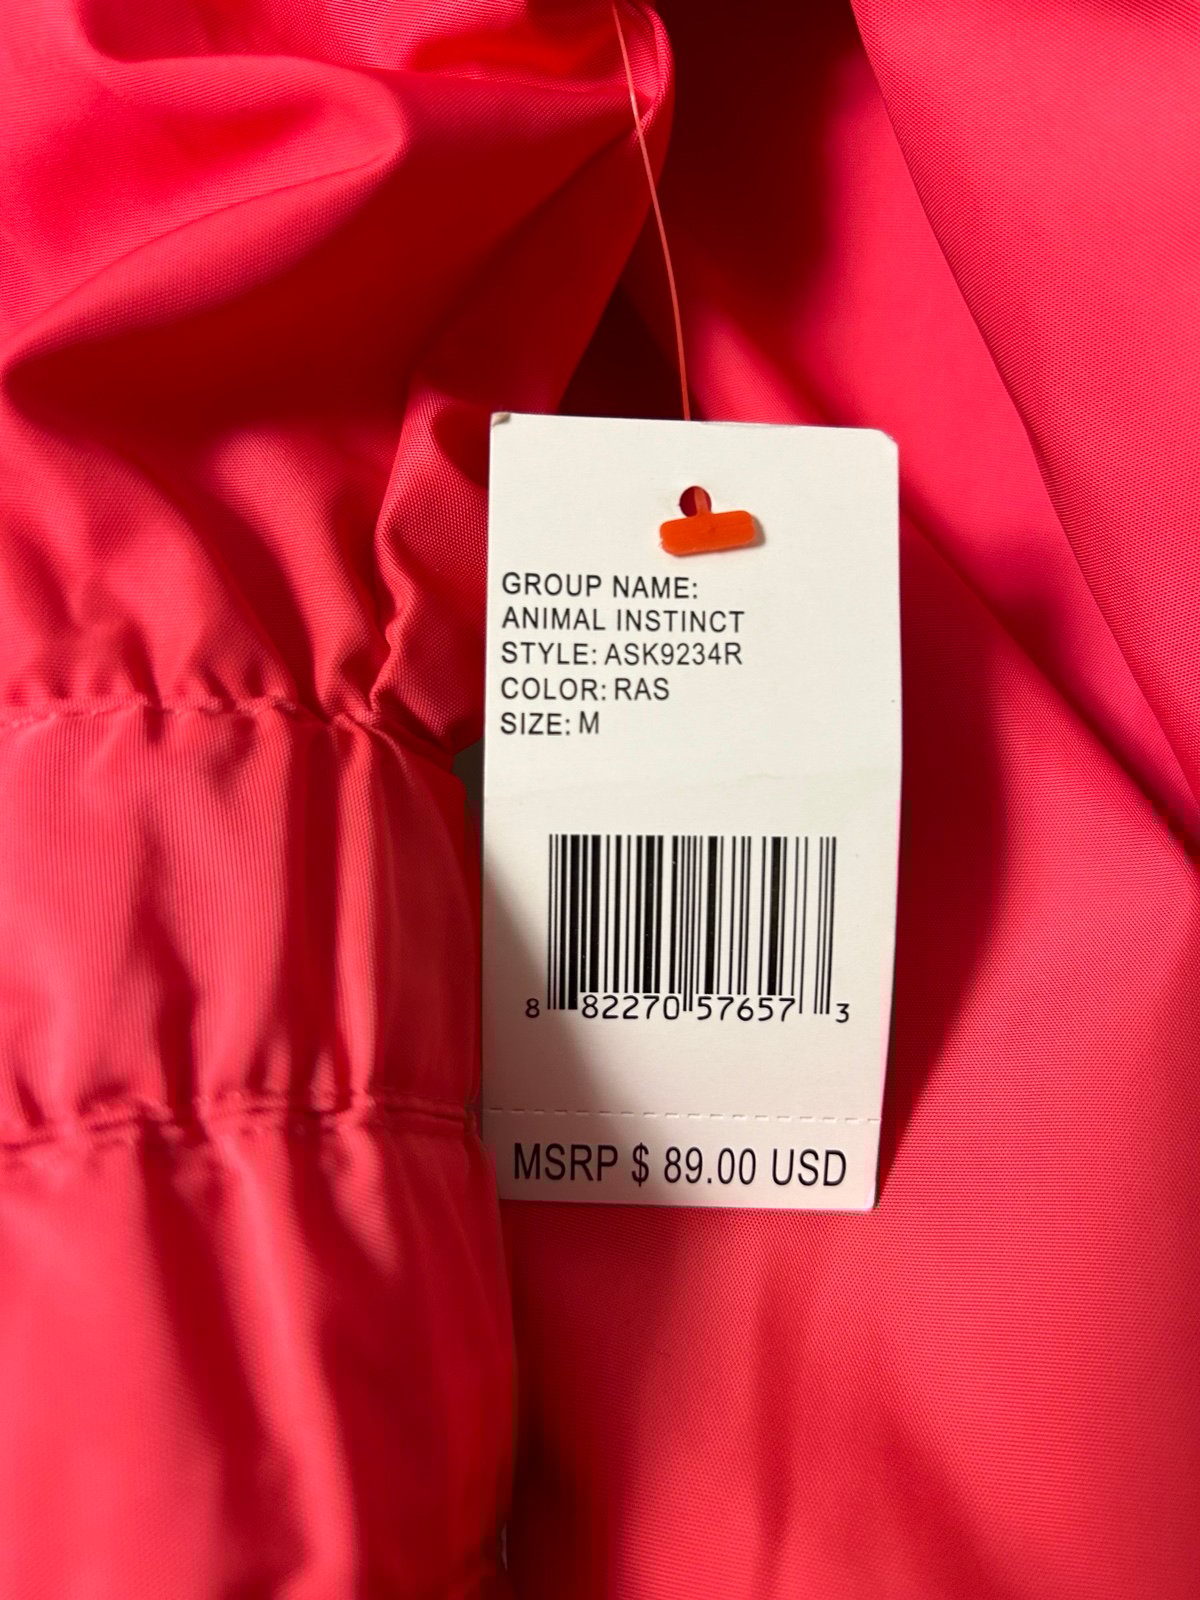 GROUP NAME:
ANIMAL INSTINCT
STYLE: ASK9234R
COLOR: RAS
SIZE: M
8 82270 57657 3
MSRP $ 89.00 USD